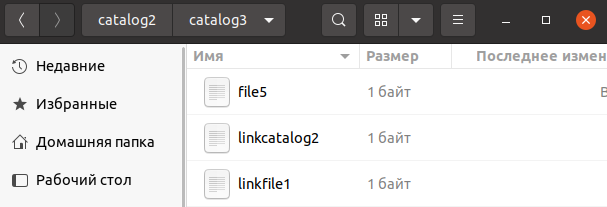 catalog2 catalog3
Имя Размер Последнее измен
Недавние
file5 1 байт В
Избранные
linkcatalog2 1 байт
Домашняя папка
Рабочий стол
linkfile1 1 байт